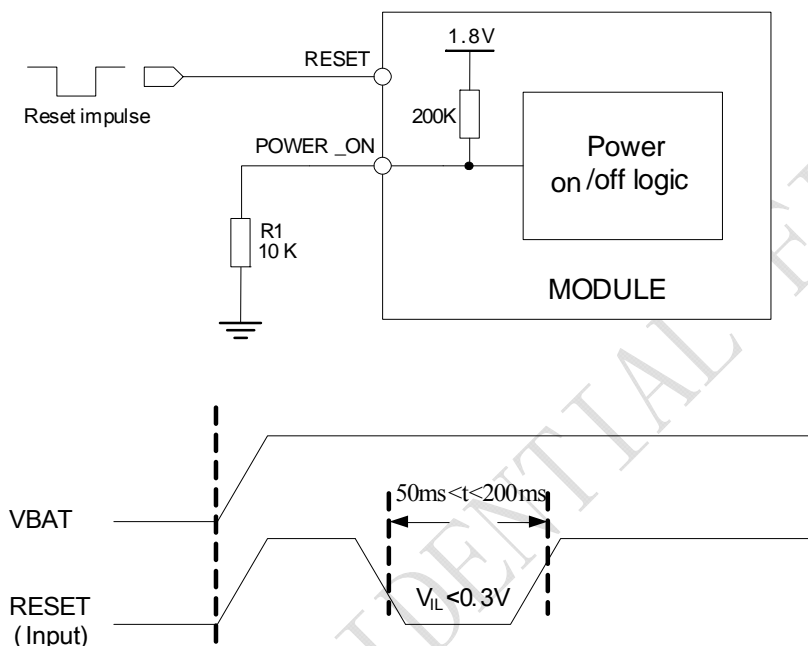 1.8V
RESET
200K
Reset impulse
POWER _ON
Power
on /off logic
R1
10 K
MODULE
50ms<t<200ms
VBAT
RESET
VIL<0.3V
(Input)
IDENTIAL